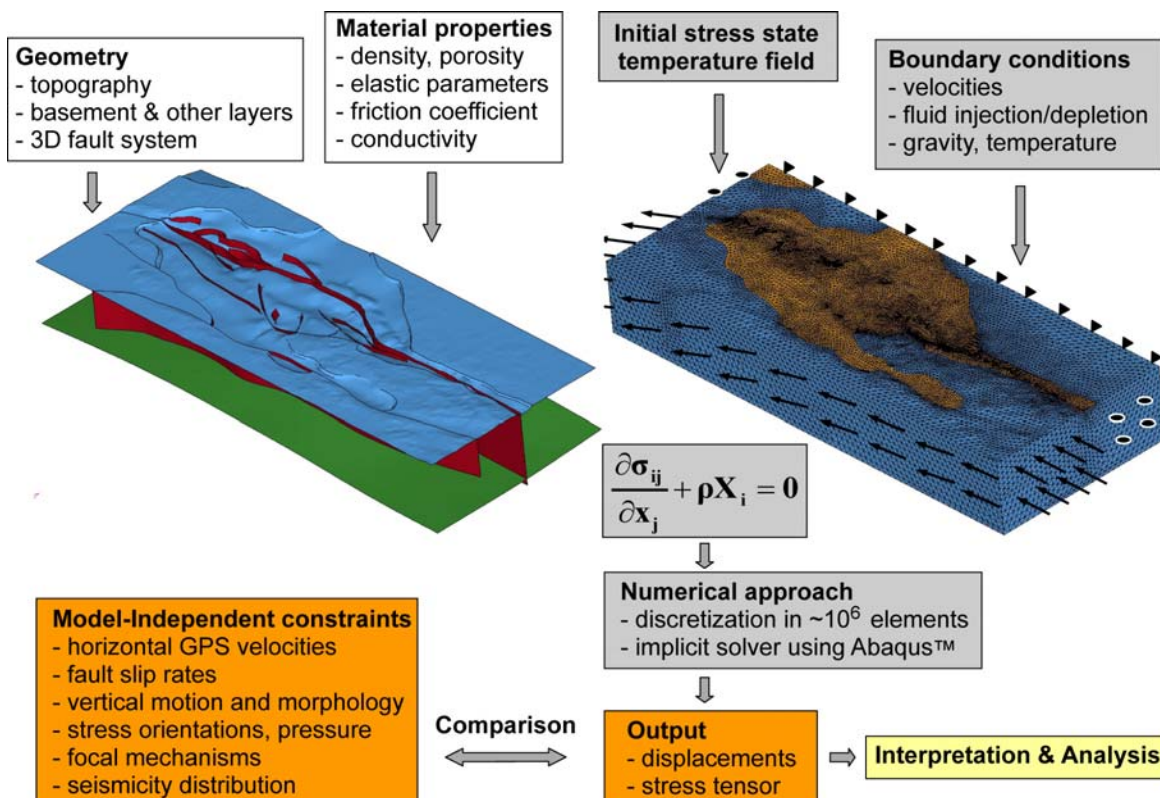 Geometry
- topography
- basement & other layers
- 3D fault system
Material properties
- density, porosity
- elastic parameters
- friction coefficient
- conductivity
Initial stress state
temperature field
Boundary conditions
- velocities
- fluid injection/depletion
- gravity, temperature
∂σij/∂xj + ρXi = 0
Numerical approach
- discretization in ~10⁶ elements
- implicit solver using Abaqus™
Model-Independent constraints
- horizontal GPS velocities
- fault slip rates
- vertical motion and morphology
- stress orientations, pressure
- focal mechanisms
- seismicity distribution
Comparison
Output
- displacements
- stress tensor
Interpretation & Analysis